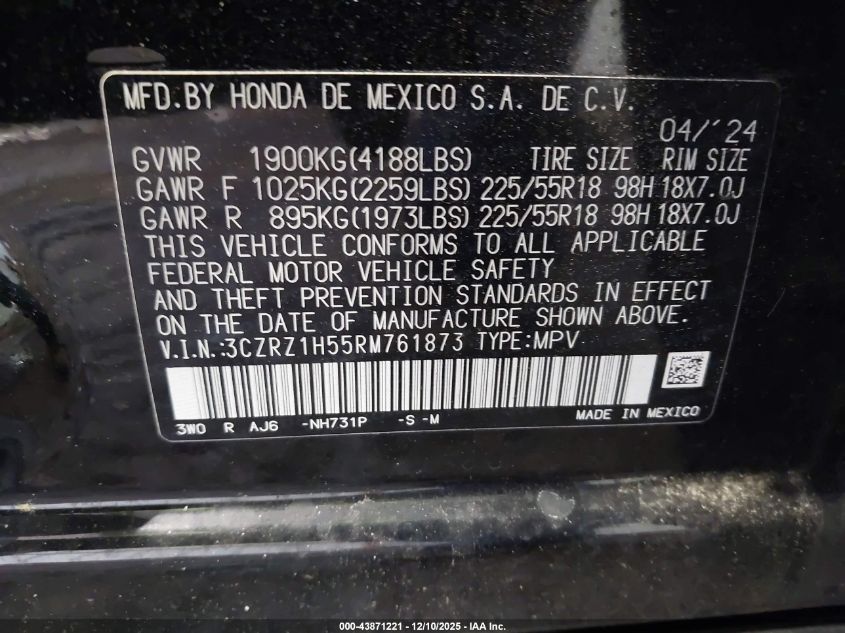 MFD.BY HONDA DE MEXICO S.A. DE C.V.
04/'24
GVWR 1900KG(4188LBS) TIRE SIZE RIM SIZE
GAWR F 1025KG(2259LBS) 225/55R18 98H 18X7.0J
GAWR R 895KG(1973LBS) 225/55R18 98H 18X7.0J
THIS VEHICLE CONFORMS TO ALL APPLICABLE
FEDERAL MOTOR VEHICLE SAFETY
AND THEFT PREVENTION STANDARDS IN EFFECT
ON THE DATE OF MANUFACTURE SHOWN ABOVE.
V.I.N.:3CZRZ1H55RM761873 TYPE:MPV
3W0 R AJ6 -NH731P -S -M MADE IN MEXICO
000-43871221 - 12/10/2025 - IAA Inc.